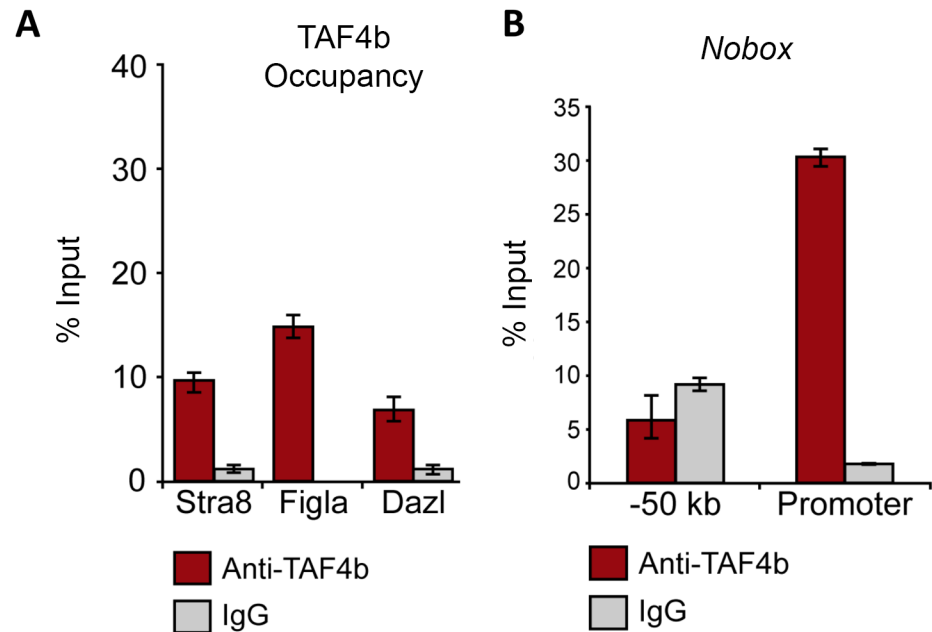 A
TAF4b
Occupancy
40
30
20
10
0
% Input
Stra8 Figla Dazl
Anti-TAF4b
IgG
B
Nobox
35
30
25
20
15
10
5
0
% Input
-50 kb Promoter
Anti-TAF4b
IgG